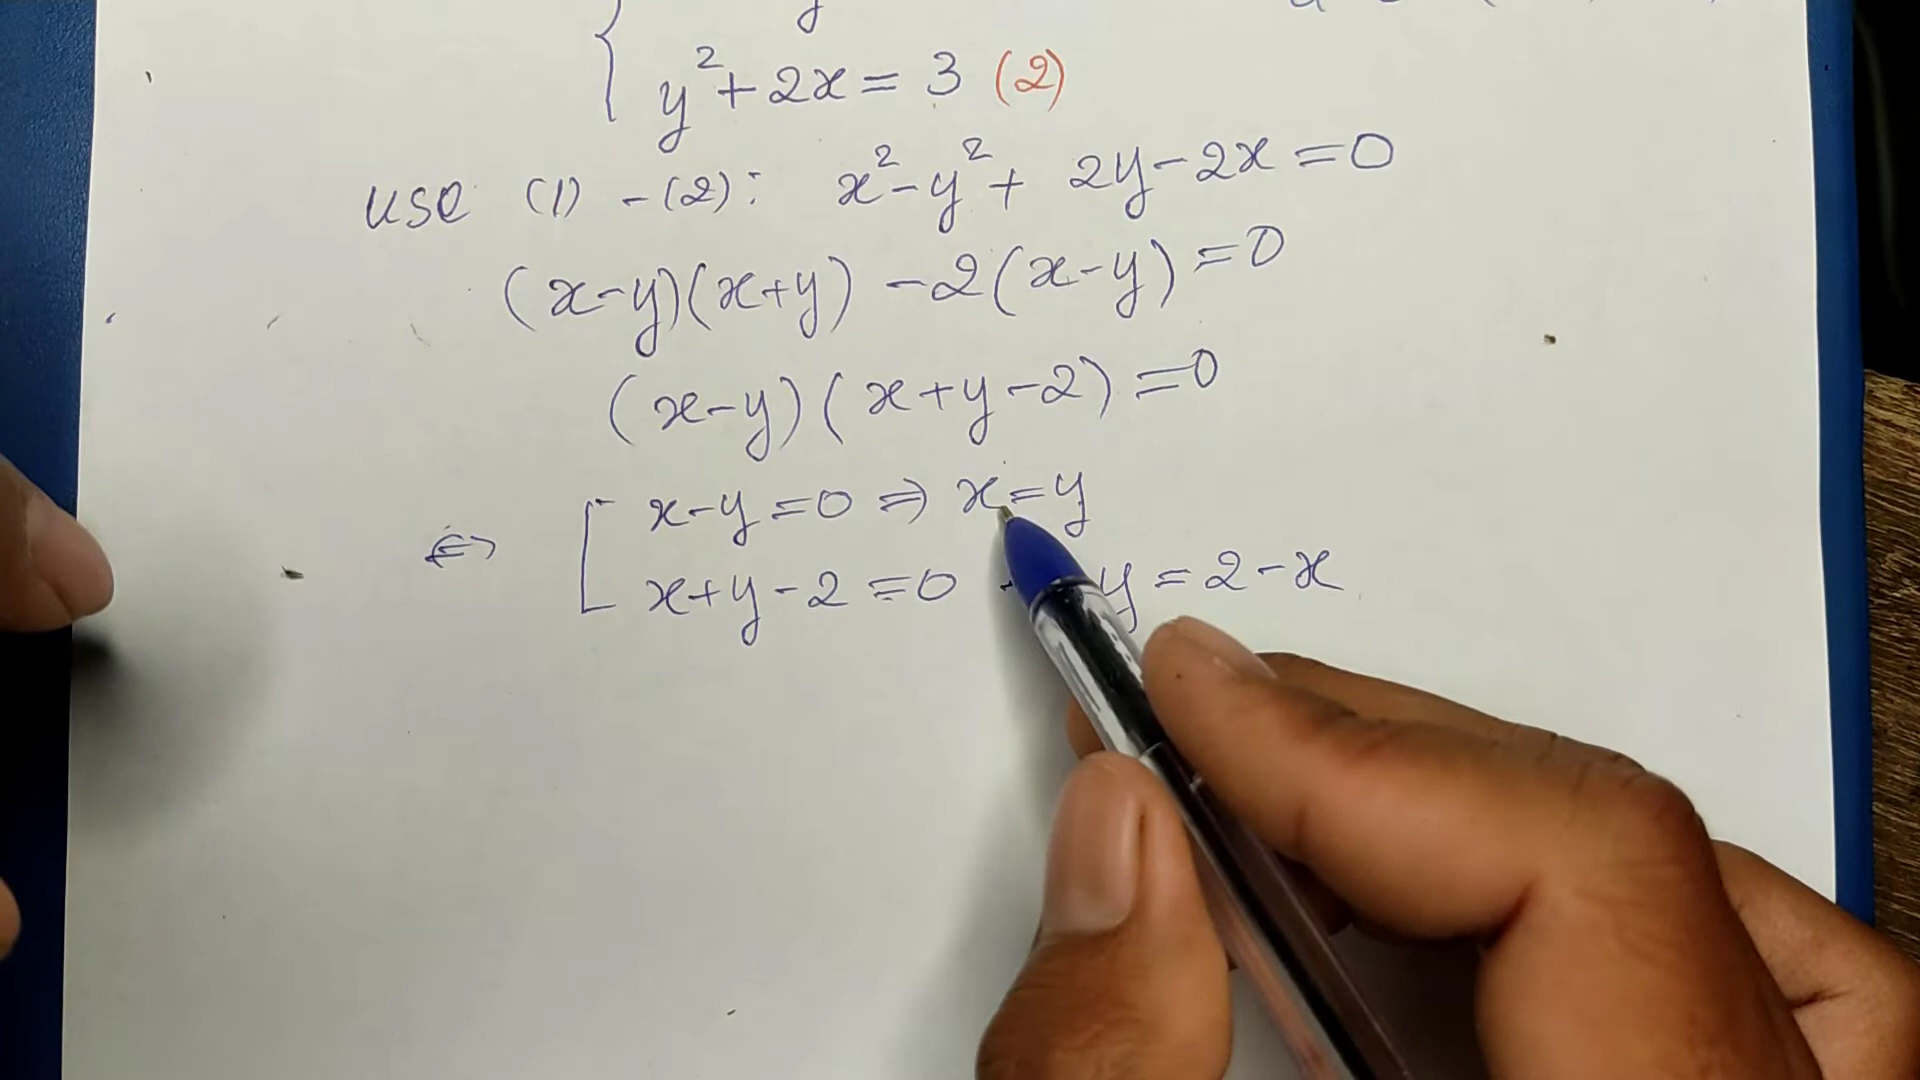 y² + 2x = 3 (2)
use (1) - (2): x² - y² + 2y - 2x = 0
(x-y)(x+y) - 2(x-y) = 0
(x-y)(x+y-2) = 0
⇔ [ x-y = 0 ⇒ x = y
x+y-2 = 0 y = 2-x